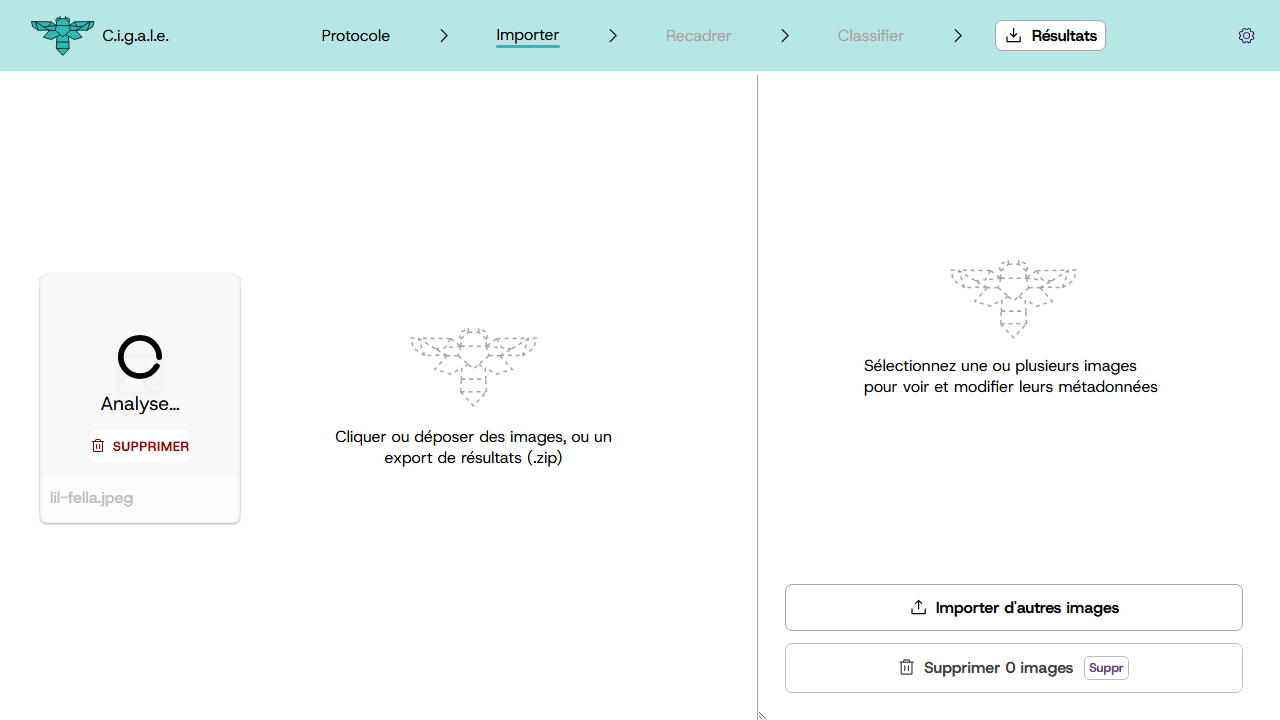 C.i.g.a.l.e.
Protocole
Importer
Recadrer
Classifier
Résultats
Analyse...
SUPPRIMER
lil-fella.jpeg
Cliquer ou déposer des images, ou un
export de résultats (.zip)
Sélectionnez une ou plusieurs images
pour voir et modifier leurs métadonnées
Importer d'autres images
Supprimer 0 images Suppr